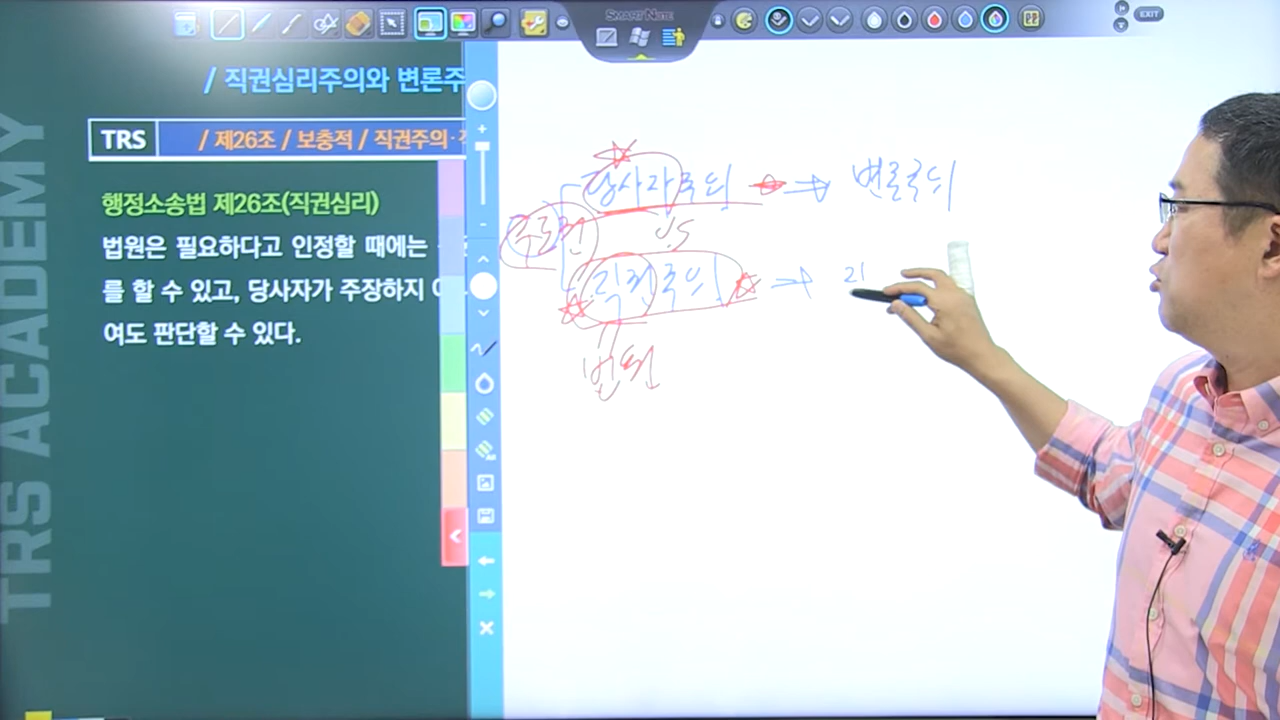 SMART NOTE
EXIT
/ 직권심리주의와 변론주
TRS / 제26조 / 보충적 / 직권주의·
행정소송법 제26조(직권심리)
법원은 필요하다고 인정할 때에는
를 할 수 있고, 당사자가 주장하지
여도 판단할 수 있다.
TRS ACADEMY
당사자주의 → 변론주의
주도권 VS
직권주의 → 지
법원